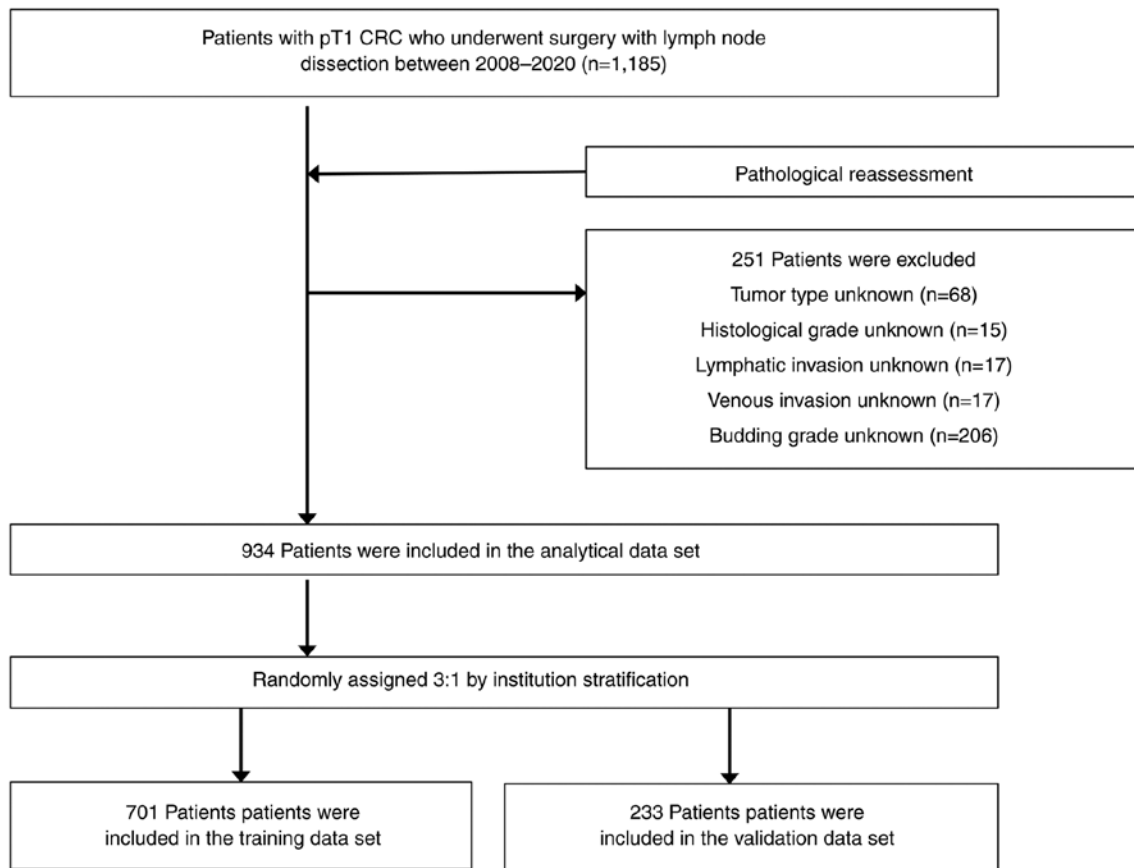 Patients with pT1 CRC who underwent surgery with lymph node
dissection between 2008–2020 (n=1,185)
Pathological reassessment
251 Patients were excluded
Tumor type unknown (n=68)
Histological grade unknown (n=15)
Lymphatic invasion unknown (n=17)
Venous invasion unknown (n=17)
Budding grade unknown (n=206)
934 Patients were included in the analytical data set
Randomly assigned 3:1 by institution stratification
701 Patients patients were
included in the training data set
233 Patients patients were
included in the validation data set